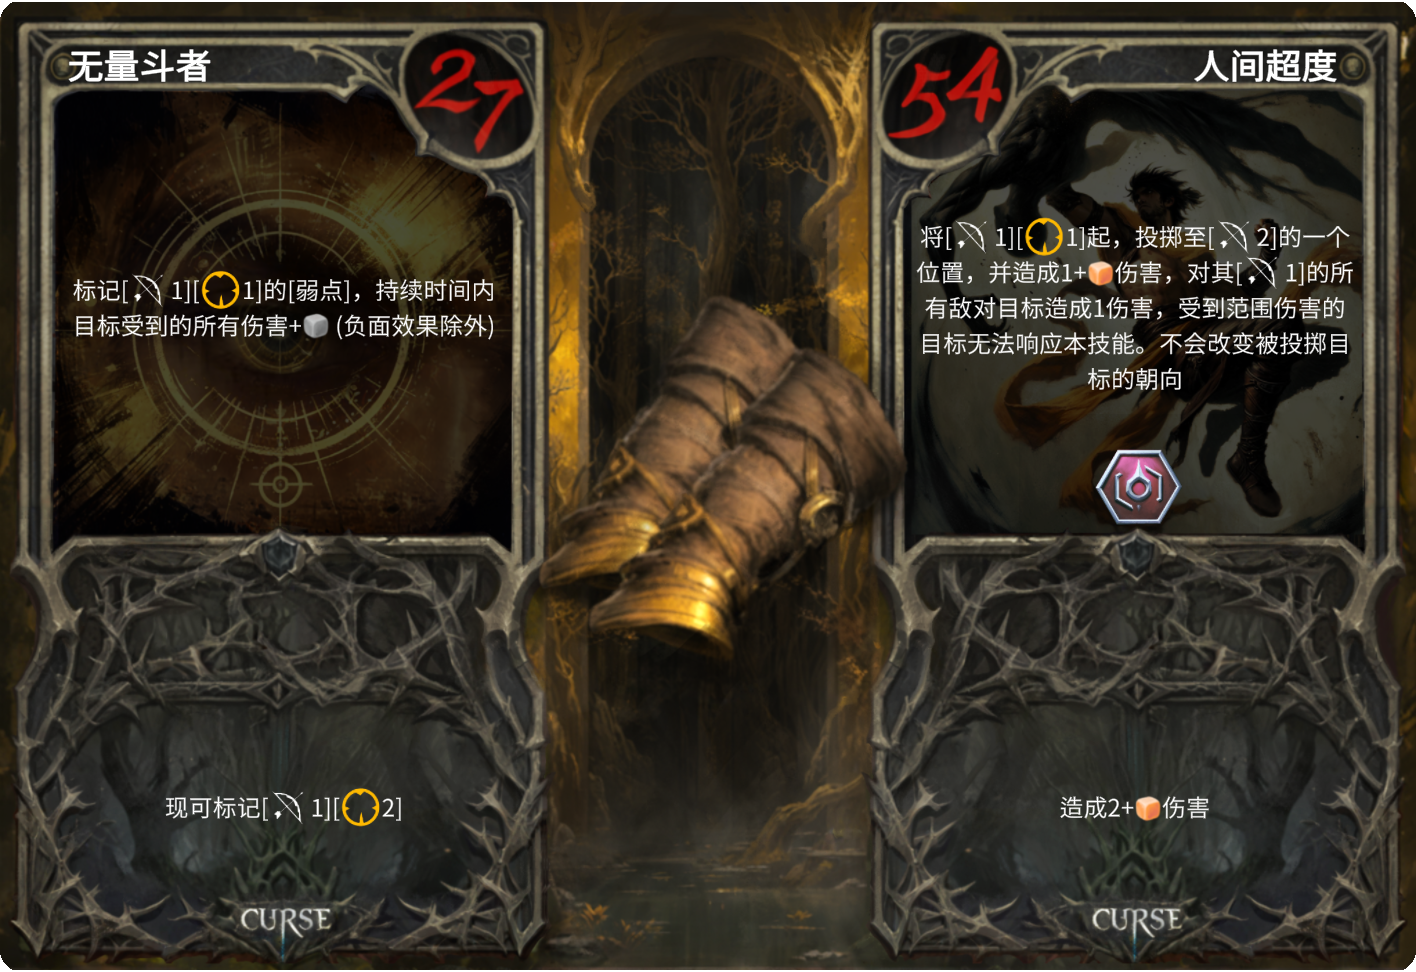 无量斗者
27
标记[ 1][ 1]的[弱点]，持续时间内
目标受到的所有伤害+ (负面效果除外)
现可标记[ 1][ 2]
CURSE
54
人间超度
将[ 1][ 1]起，投掷至[ 2]的一个
位置，并造成1+ 伤害，对其[ 1]的所
有敌对目标造成1伤害，受到范围伤害的
目标无法响应本技能。不会改变被投掷目
标的朝向
造成2+ 伤害
CURSE